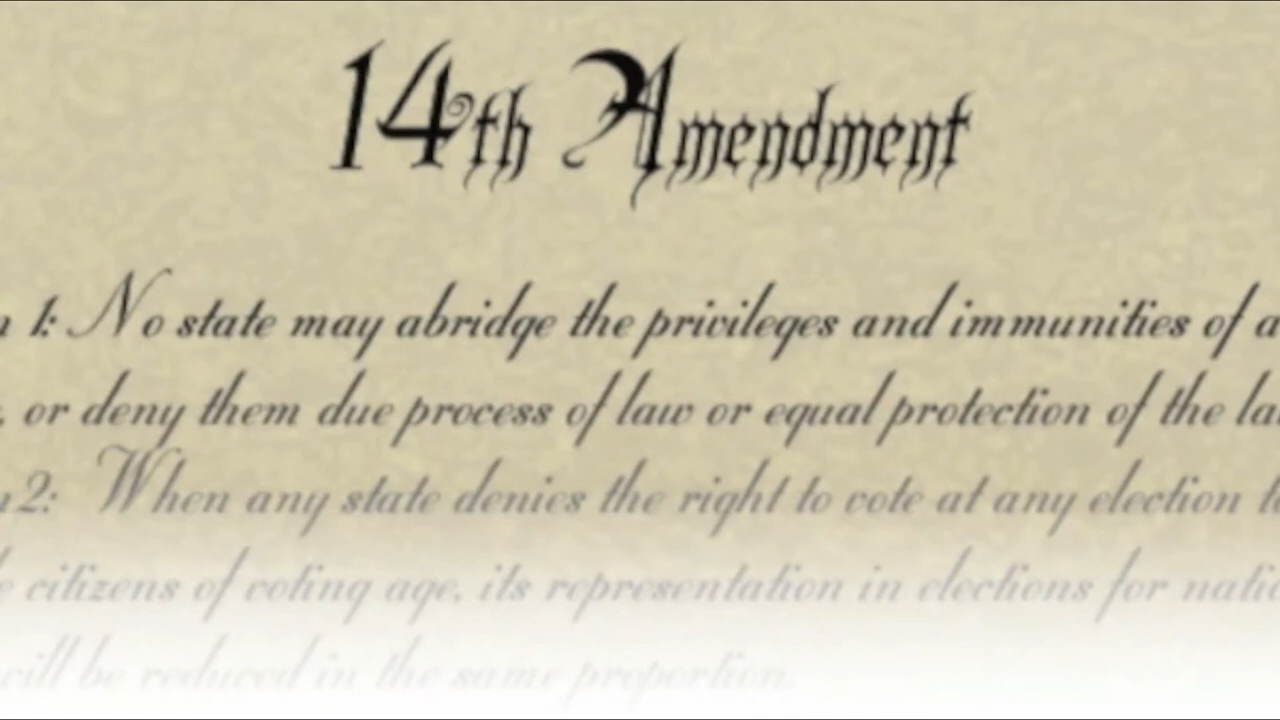 14th Amendment
n 1: No state may abridge the privileges and immunities of a
, or deny them due process of law or equal protection of the la
n 2: When any state denies the right to vote at any election t
e citizens of voting age, its representation in elections for natio
will be reduced in the same proportion.